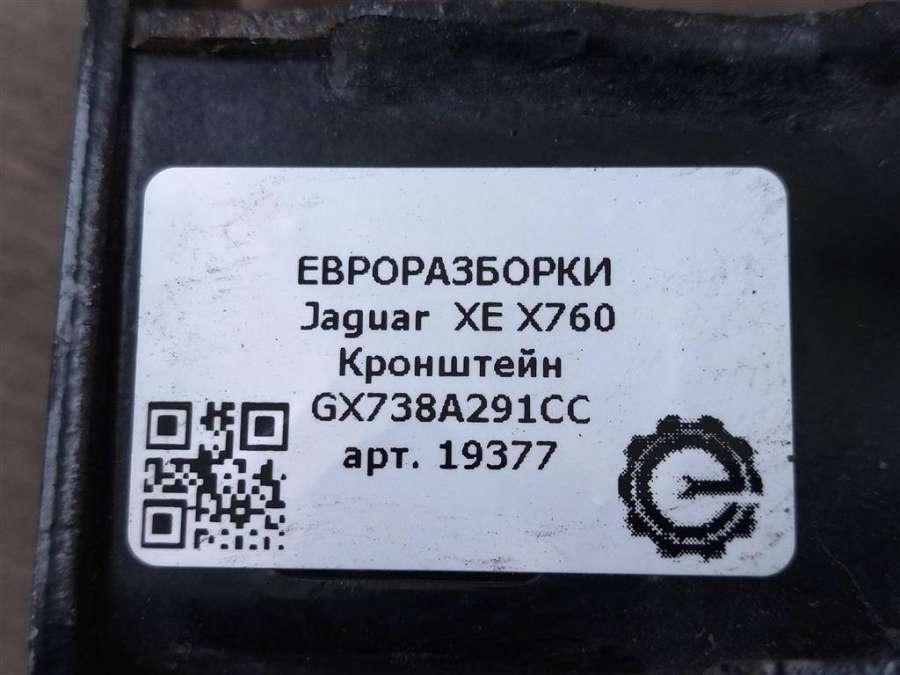 ЕВРОРАЗБОРКИ
Jaguar XE X760
Кронштейн
GX738A291CC
арт. 19377